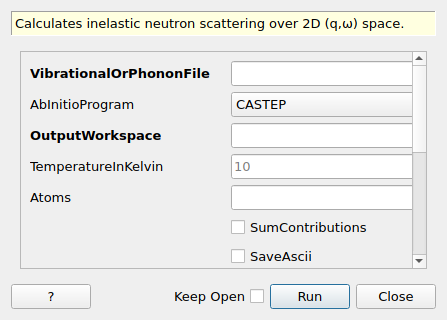 Calculates inelastic neutron scattering over 2D (q,ω) space.
VibrationalOrPhononFile
AbInitioProgram CASTEP
OutputWorkspace
TemperatureInKelvin 10
Atoms
SumContributions
SaveAscii
? Keep Open Run Close